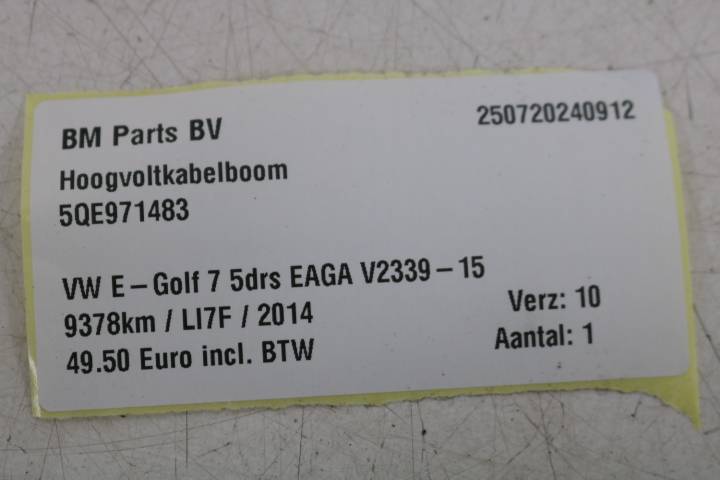 BM Parts BV
250720240912
Hoogvoltkabelboom
5QE971483
VW E-Golf 7 5drs EAGA V2339-15
9378km / LI7F / 2014
Verz: 10
49.50 Euro incl. BTW
Aantal: 1